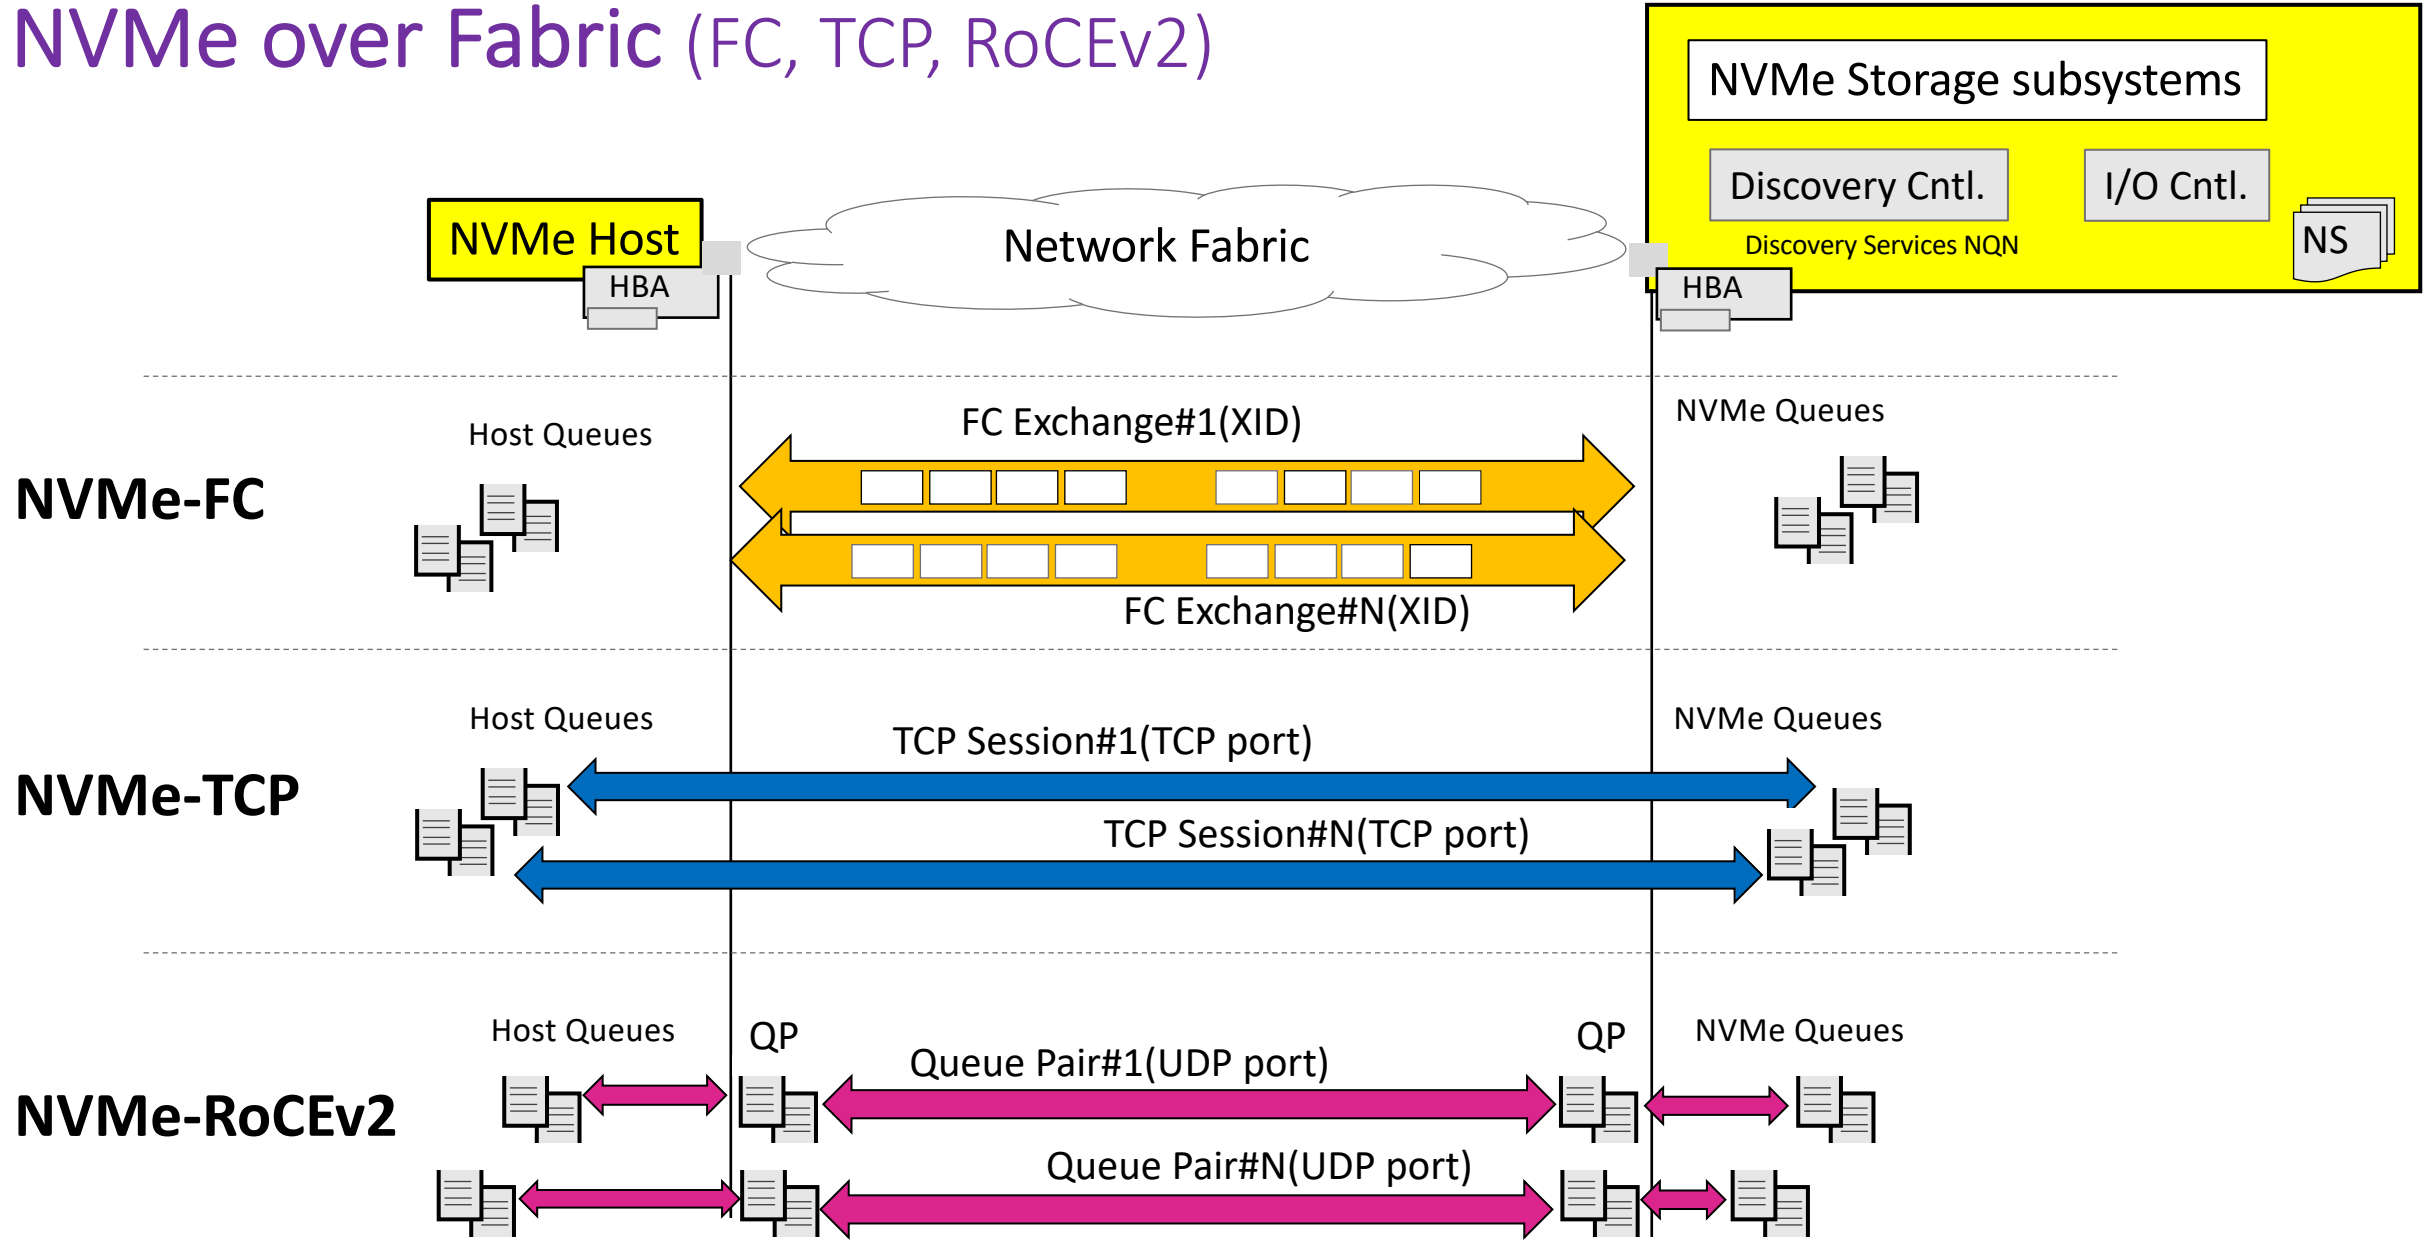 NVMe over Fabric (FC, TCP, RoCEv2)
NVMe Storage subsystems
Discovery Cntl.
I/O Cntl.
Discovery Services NQN
NS
NVMe Host
HBA
Network Fabric
HBA
NVMe-FC
Host Queues
FC Exchange#1(XID)
NVMe Queues
FC Exchange#N(XID)
NVMe-TCP
Host Queues
TCP Session#1(TCP port)
NVMe Queues
TCP Session#N(TCP port)
NVMe-RoCEv2
Host Queues
QP
Queue Pair#1(UDP port)
QP
NVMe Queues
Queue Pair#N(UDP port)